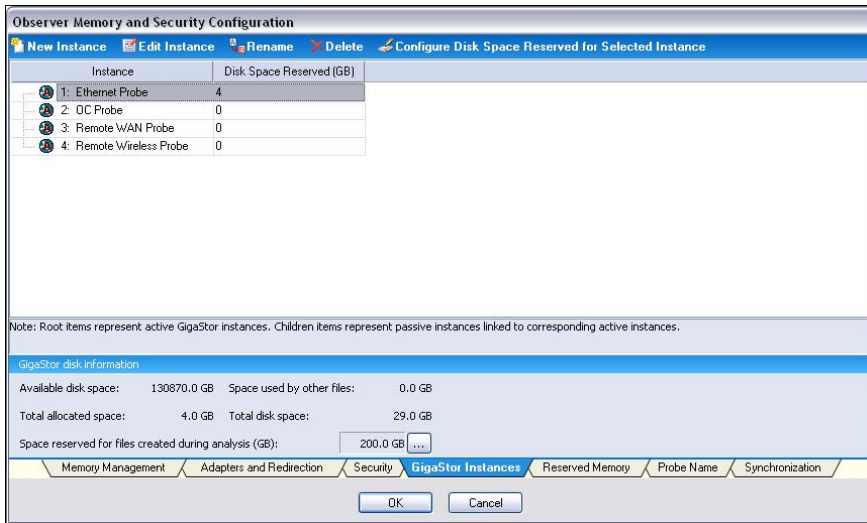 Observer Memory and Security Configuration
New Instance Edit Instance Rename Delete Configure Disk Space Reserved for Selected Instance
Instance Disk Space Reserved (GB)
1: Ethernet Probe 4
2: OC Probe 0
3: Remote WAN Probe 0
4: Remote Wireless Probe 0
Note: Root items represent active GigaStor instances. Children items represent passive instances linked to corresponding active instances.
GigaStor disk information
Available disk space: 130870.0 GB Space used by other files: 0.0 GB
Total allocated space: 4.0 GB Total disk space: 29.0 GB
Space reserved for files created during analysis (GB): 200.0 GB ...
Memory Management Adapters and Redirection Security GigaStor Instances Reserved Memory Probe Name Synchronization
OK Cancel